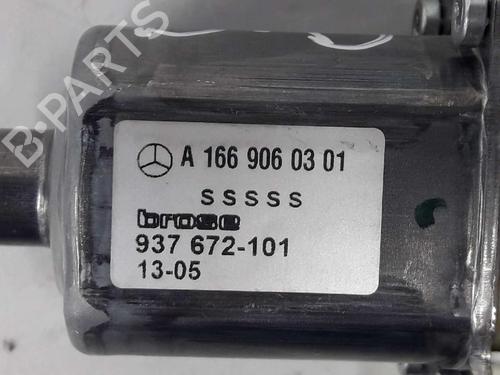 B-PARTS
A 166 906 03 01
SSSSS
brose
937 672-101
13-05